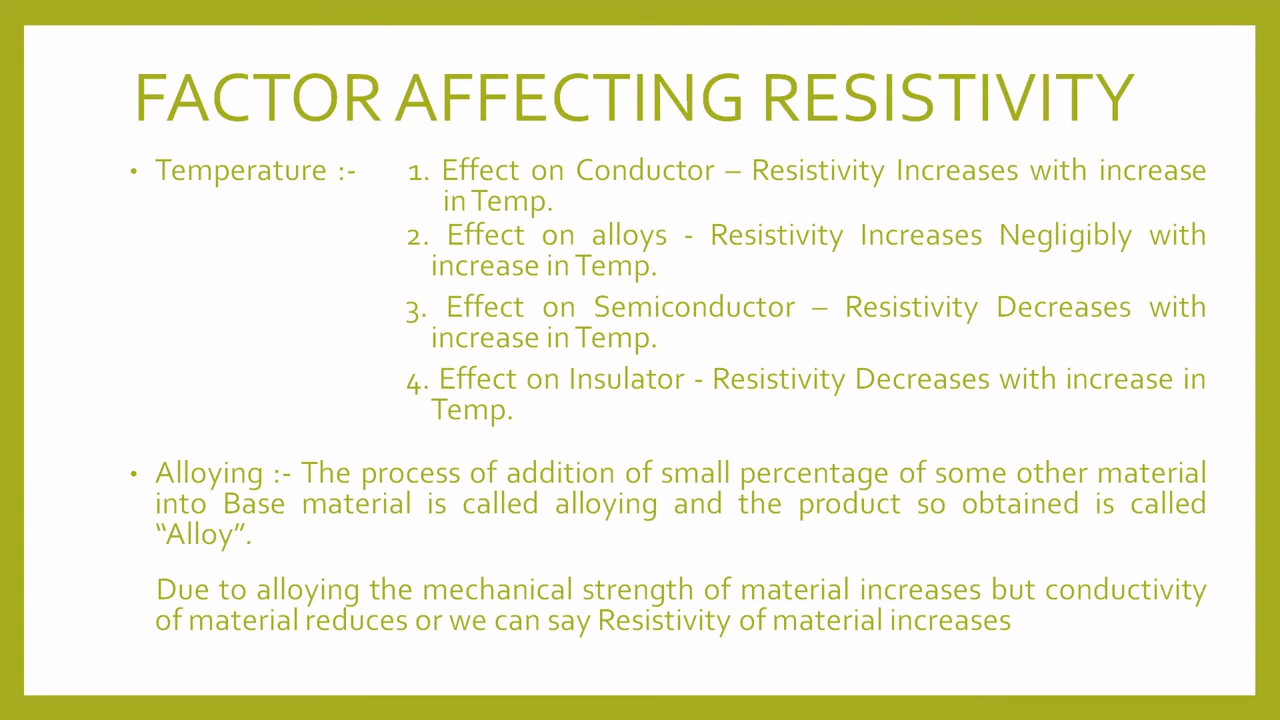 FACTOR AFFECTING RESISTIVITY
• Temperature :- 1. Effect on Conductor – Resistivity Increases with increase
in Temp.
2. Effect on alloys - Resistivity Increases Negligibly with
increase in Temp.
3. Effect on Semiconductor – Resistivity Decreases with
increase in Temp.
4. Effect on Insulator - Resistivity Decreases with increase in
Temp.
• Alloying :- The process of addition of small percentage of some other material
into Base material is called alloying and the product so obtained is called
“Alloy”.
Due to alloying the mechanical strength of material increases but conductivity
of material reduces or we can say Resistivity of material increases